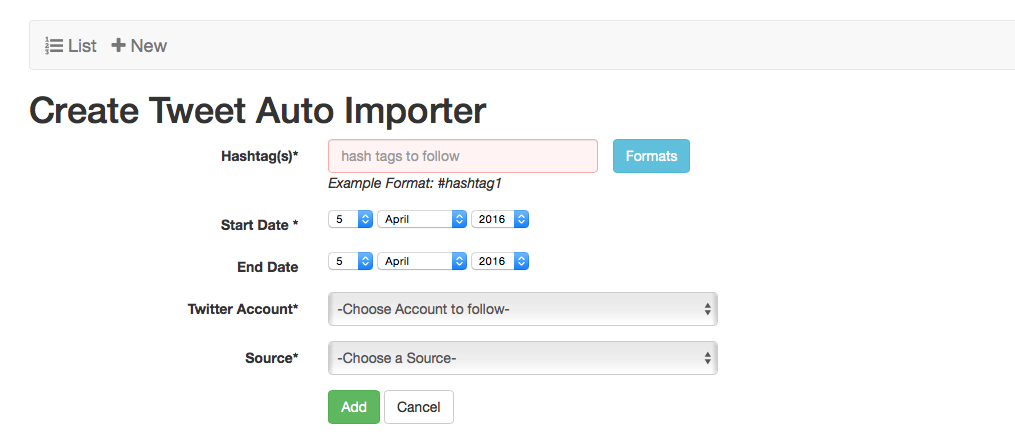 List New
Create Tweet Auto Importer
Hashtag(s)* hash tags to follow Formats
Example Format: #hashtag1
Start Date * 5 April 2016
End Date 5 April 2016
Twitter Account* -Choose Account to follow-
Source* -Choose a Source-
Add Cancel